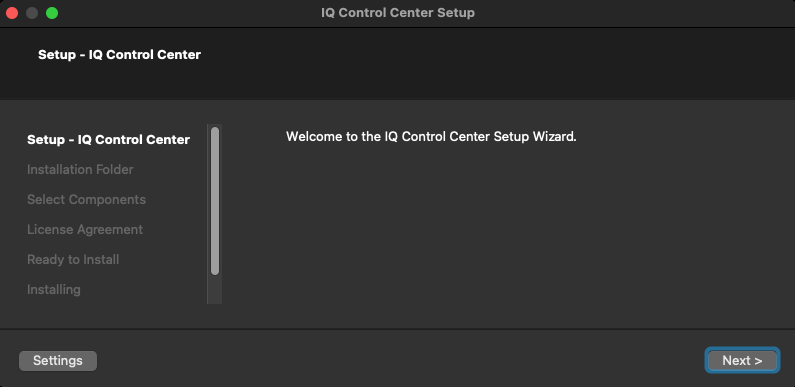 IQ Control Center Setup
Setup - IQ Control Center
Setup - IQ Control Center
Installation Folder
Select Components
License Agreement
Ready to Install
Installing
Welcome to the IQ Control Center Setup Wizard.
Settings
Next >